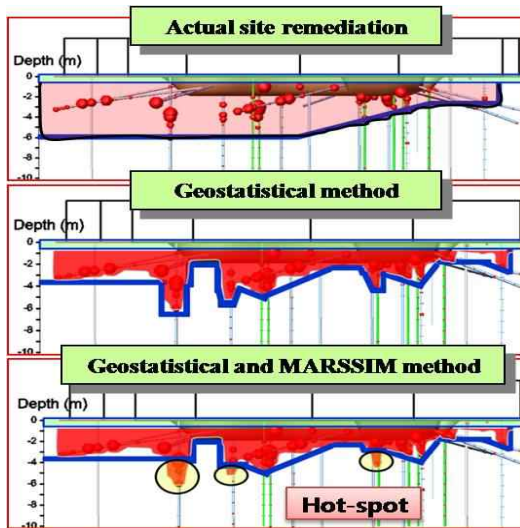 Actual site remediation
Depth (m)
0
-2
-4
-6
-8
-10
Geostatistical method
Depth (m)
0
-2
-4
-6
-8
-10
Geostatistical and MARSSIM method
Depth (m)
0
-2
-4
-6
-8
-10
Hot-spot